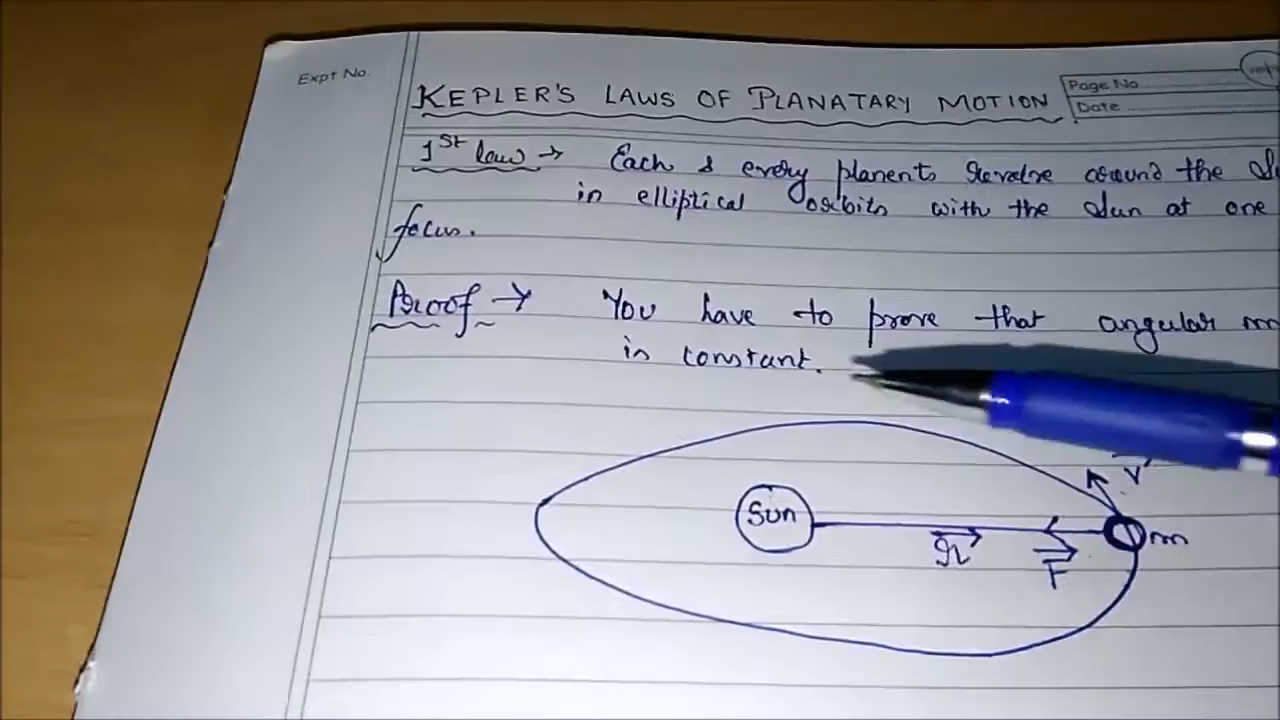 Expt No.
KEPLER'S LAWS OF PLANATARY MOTION
Page No
Date
1st law → Each & every planents revolve around the
in elliptical orbits with the sun at one
focus.
Proof → You have to prove that angular
is constant.
V
Sun
r
F
m